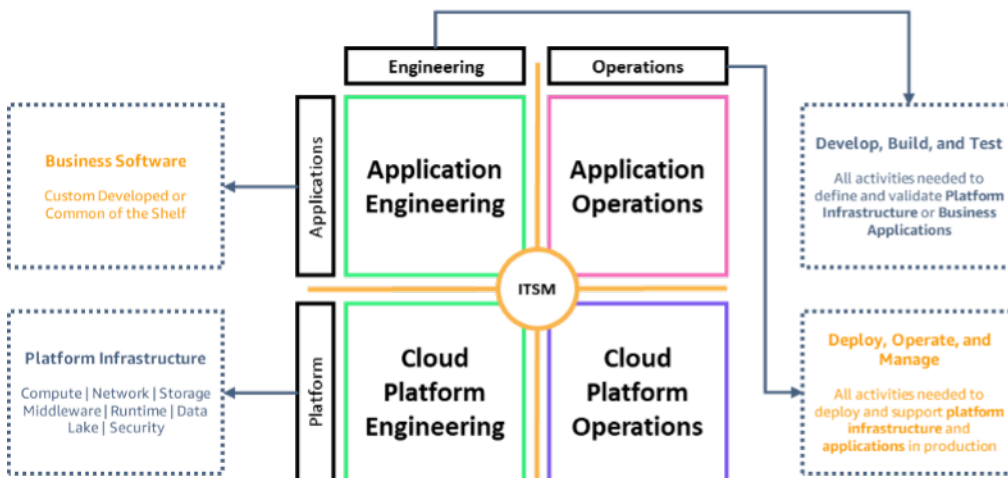 Engineering
Operations
Business Software
Custom Developed or
Common of the Shelf
Applications
Application
Engineering
Application
Operations
Develop, Build, and Test
All activities needed to
define and validate Platform
Infrastructure or Business
Applications
ITSM
Platform Infrastructure
Compute | Network | Storage
Middleware | Runtime | Data
Lake | Security
Platform
Cloud
Platform
Engineering
Cloud
Platform
Operations
Deploy, Operate, and
Manage
All activities needed to
deploy and support platform
infrastructure and
applications in production